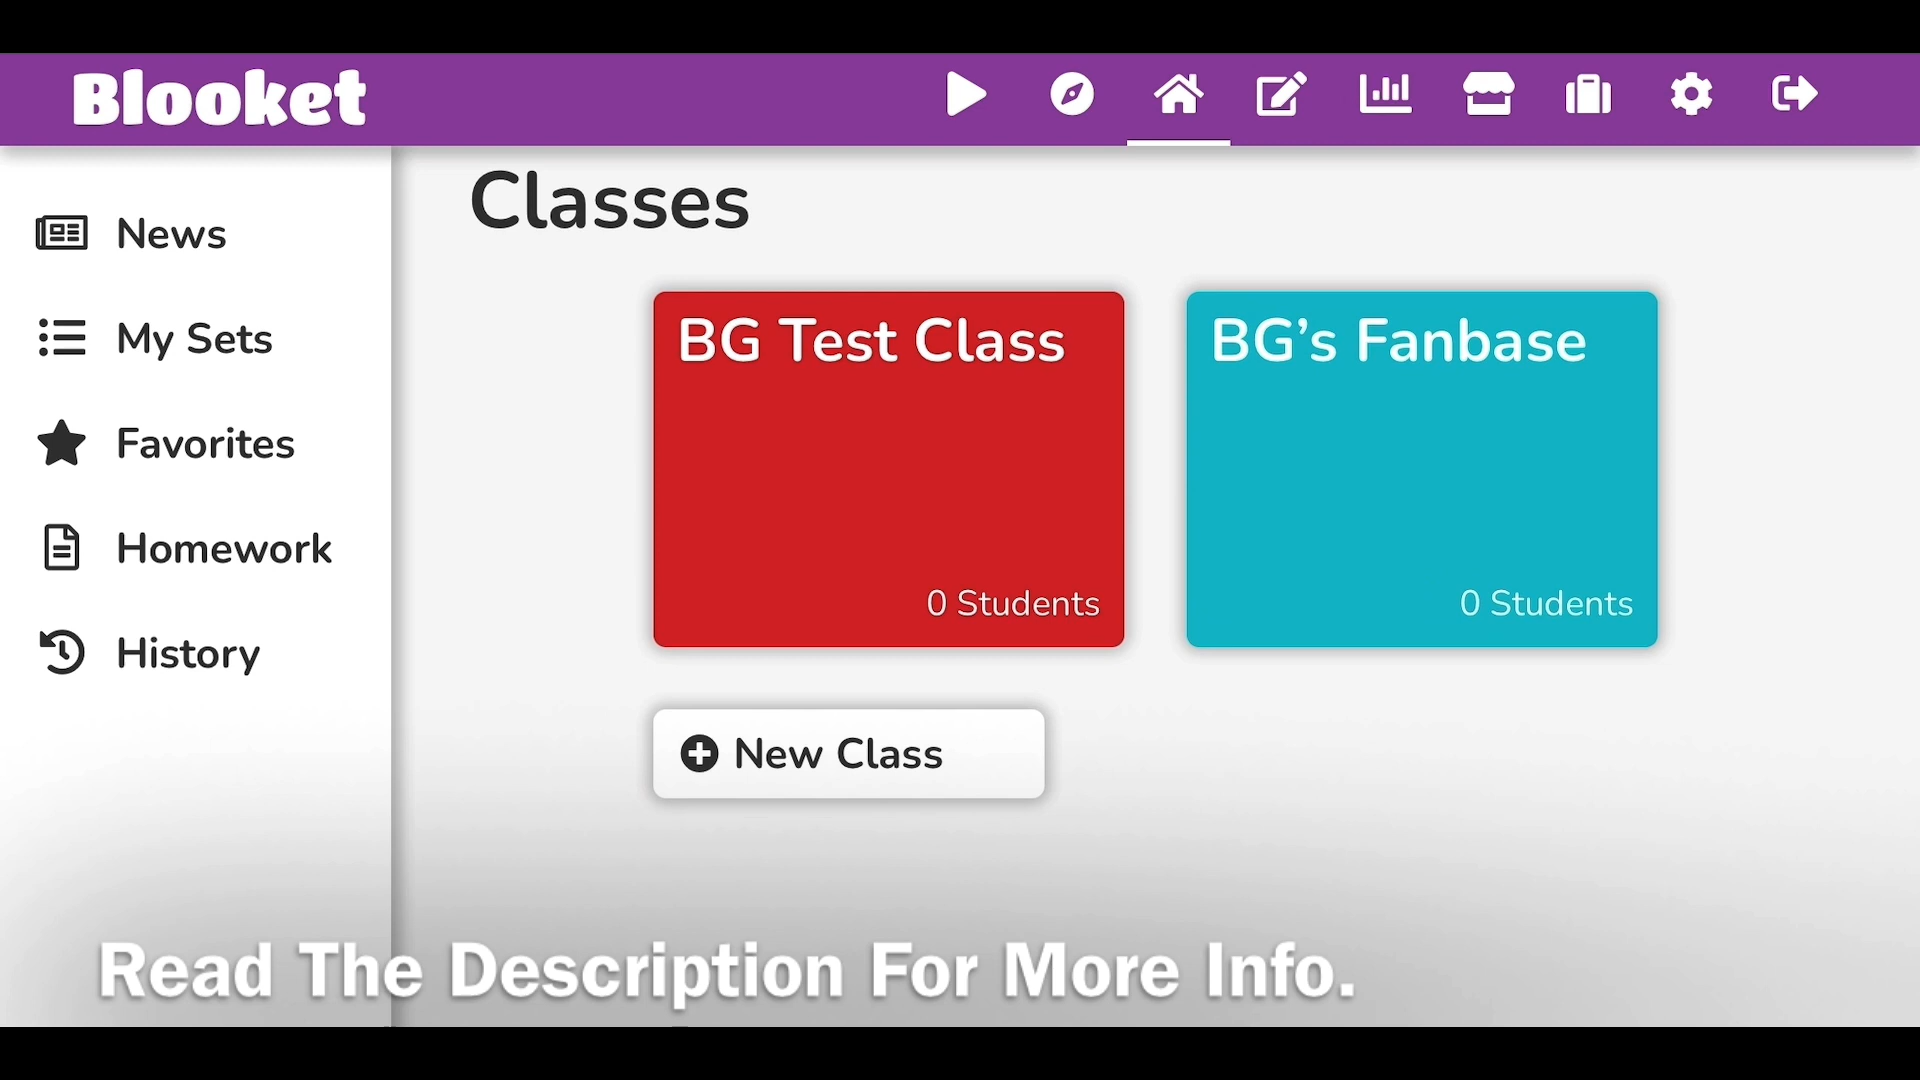 Blooket
News
My Sets
Favorites
Homework
History
Classes
BG Test Class
0 Students
BG’s Fanbase
0 Students
New Class
Read The Description For More Info.